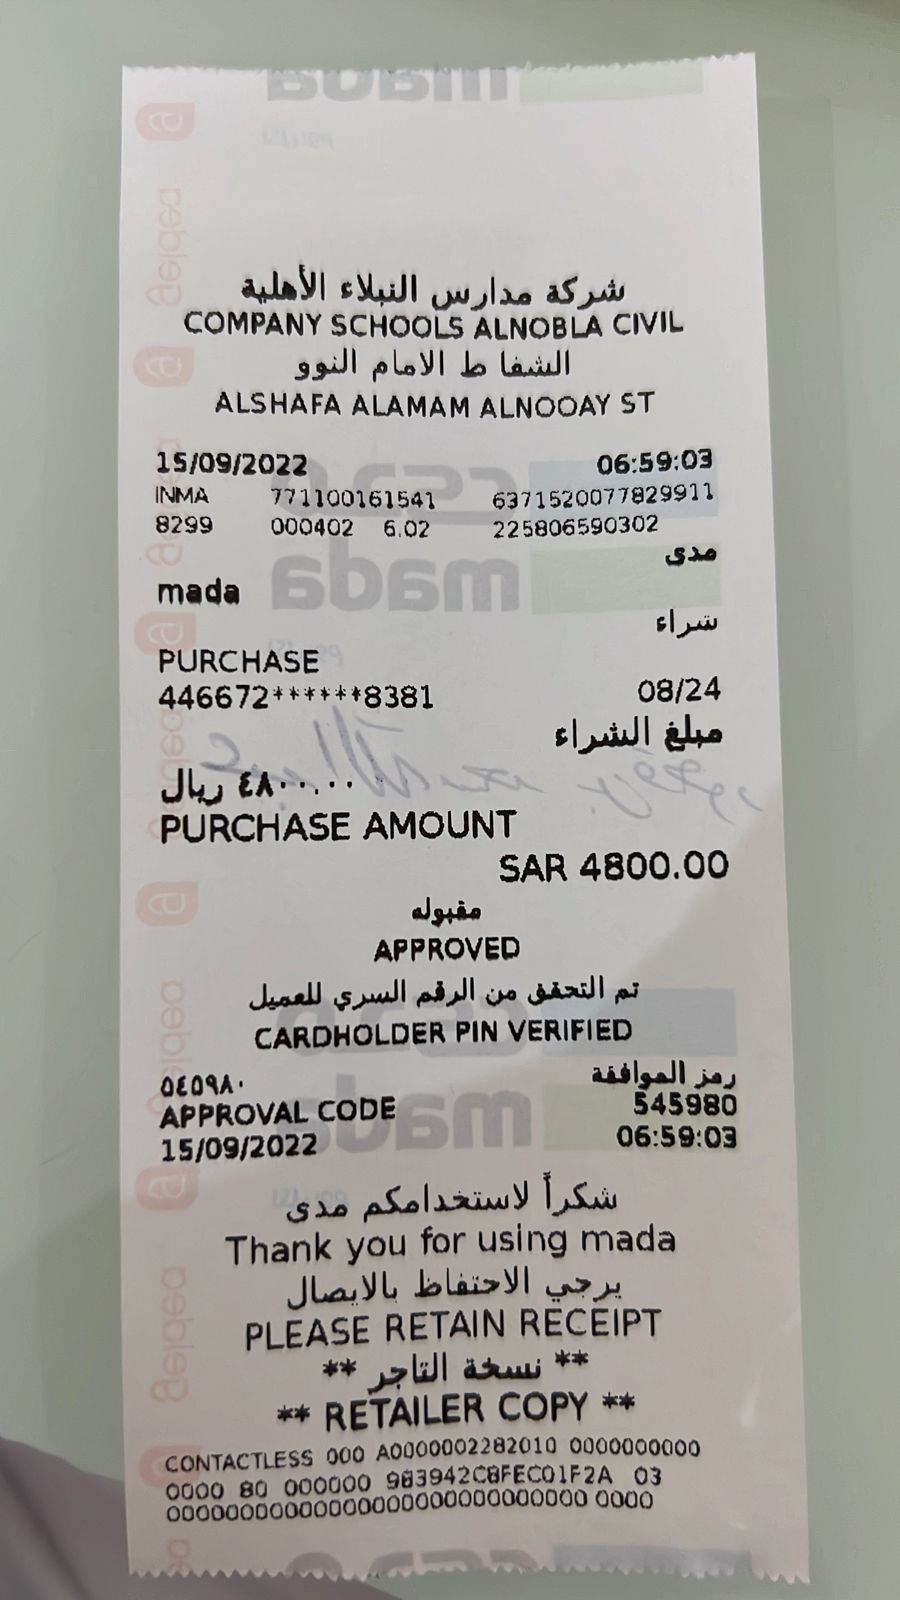 شركة مدارس النبلاء الأهلية
COMPANY SCHOOLS ALNOBLA CIVIL
الشفا ط الامام النوو
ALSHAFA ALAMAM ALNOOAY ST
15/09/2022 06:59:03
INMA 771100161541 6371520077829911
8299 000402 6.02 225806590302
مدى
mada
شراء
PURCHASE
446672******8381 08/24
مبلغ الشراء
٤٨٠٠.٠٠ ريال
PURCHASE AMOUNT
SAR 4800.00
مقبوله
APPROVED
تم التحقق من الرقم السري للعميل
CARDHOLDER PIN VERIFIED
رمز الموافقة ٥٤٥٩٨٠
APPROVAL CODE 545980
15/09/2022 06:59:03
شكراً لاستخدامكم مدى
Thank you for using mada
يرجي الاحتفاظ بالايصال
PLEASE RETAIN RECEIPT
** نسخة التاجر **
** RETAILER COPY **
CONTACTLESS 000 A0000002282010 0000000000
0000 80 000000 983942C8FEC01F2A 03